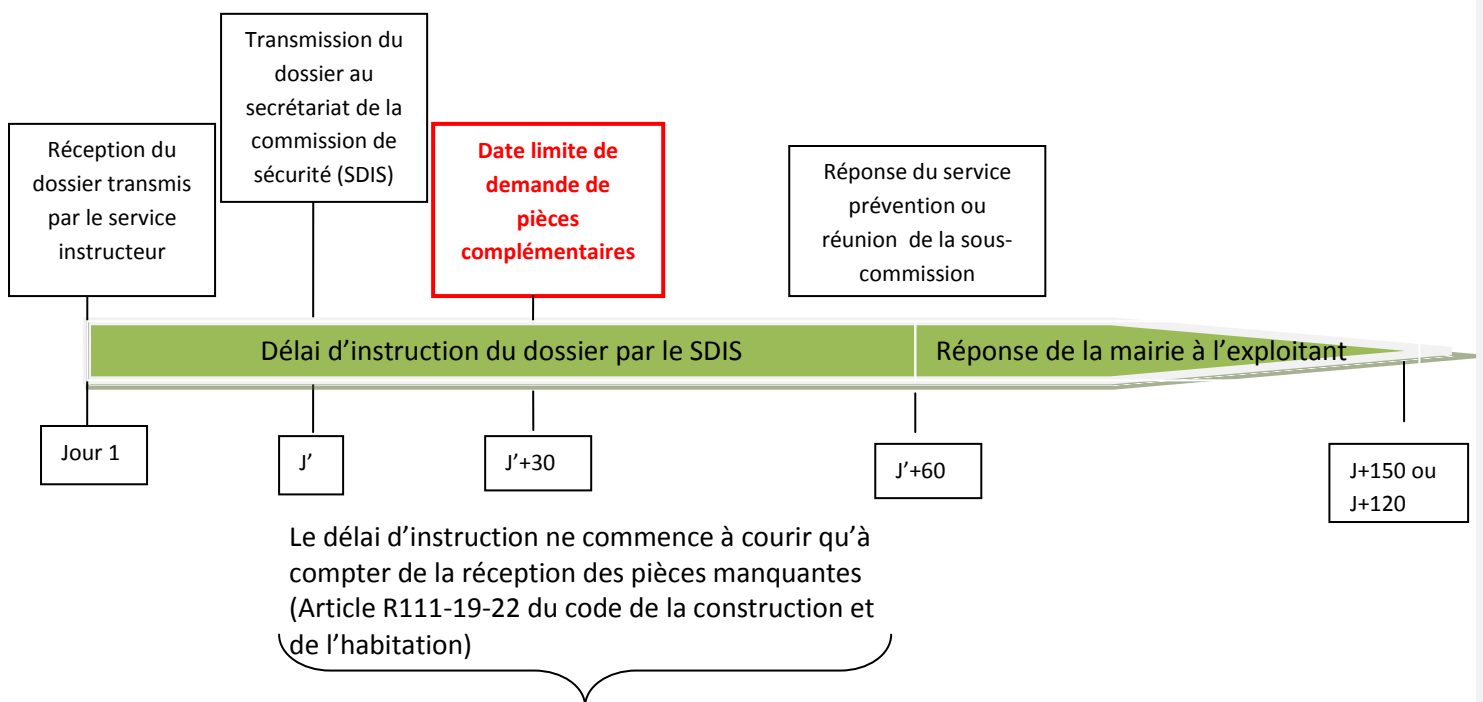 Réception du
dossier transmis
par le service
instructeur
Transmission du
dossier au
secrétariat de la
commission de
sécurité (SDIS)
Date limite de
demande de
pièces
complémentaires
Réponse du service
prévention ou
réunion de la sous-
commission
Délai d’instruction du dossier par le SDIS
Réponse de la mairie à l’exploitant
Jour 1
J’
J’+30
J’+60
J+150 ou
J+120
Le délai d’instruction ne commence à courir qu’à
compter de la réception des pièces manquantes
(Article R111-19-22 du code de la construction et
de l’habitation)